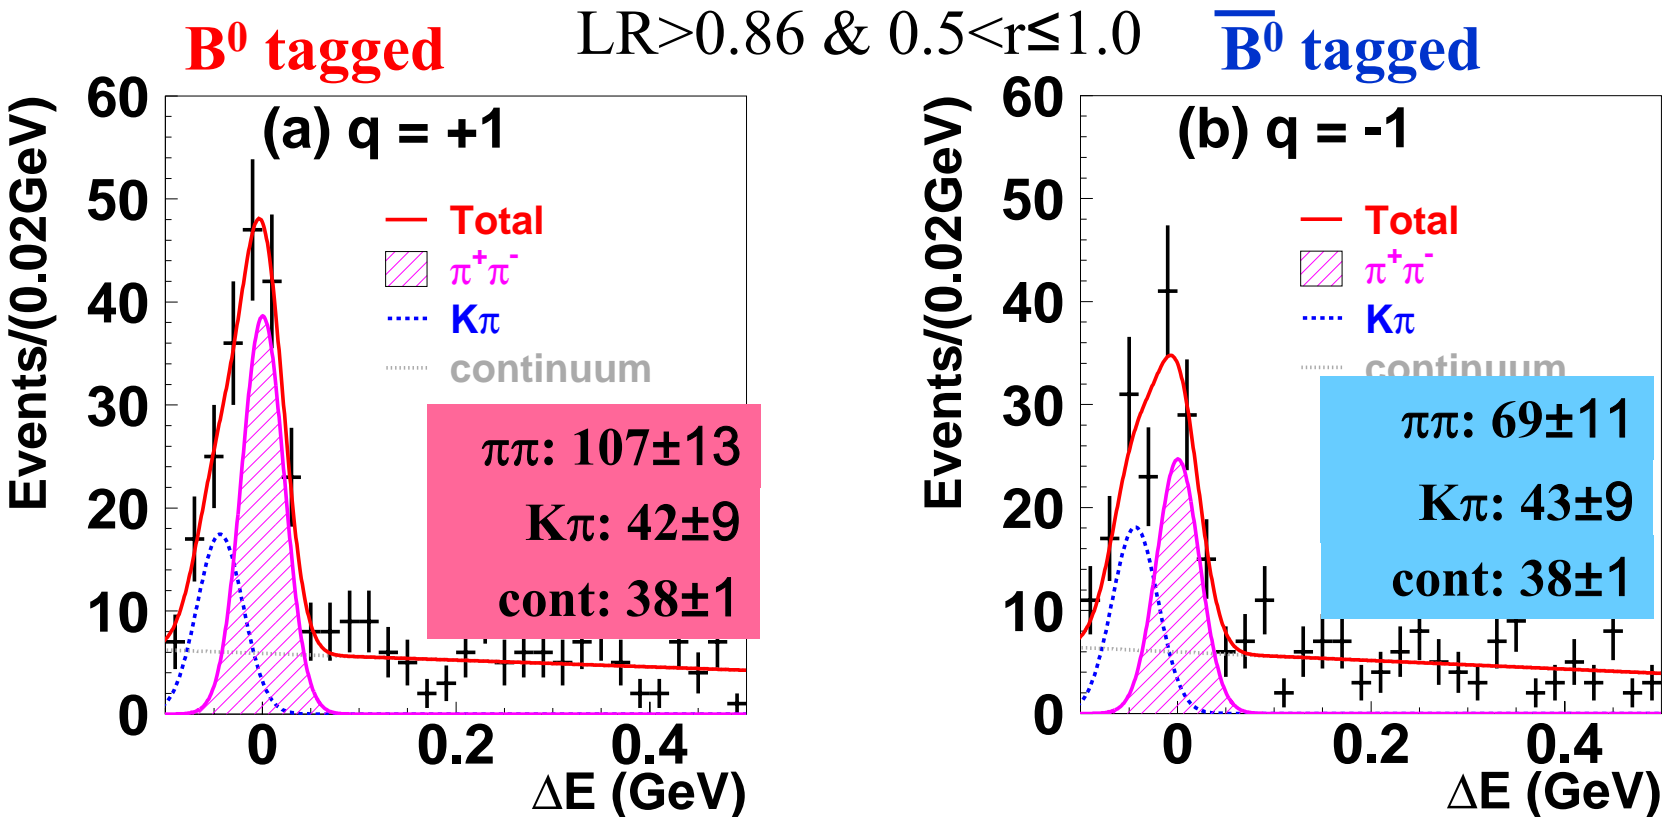 LR>0.86 & 0.5<r≤1.0
B⁰ tagged
(a) q = +1
Events/(0.02GeV)
60
50
40
30
20
10
0
Total
π⁺π⁻
Kπ
continuum
ππ: 107±13
Kπ: 42±9
cont: 38±1
0 0.2 0.4
ΔE (GeV)
B̅⁰ tagged
(b) q = -1
Events/(0.02GeV)
60
50
40
30
20
10
0
Total
π⁺π⁻
Kπ
continuum
ππ: 69±11
Kπ: 43±9
cont: 38±1
0 0.2 0.4
ΔE (GeV)